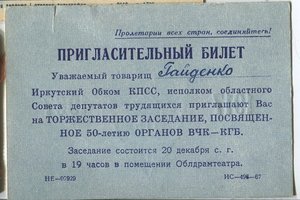 Пролетарии всех стран, соединяйтесь!
ПРИГЛАСИТЕЛЬНЫЙ БИЛЕТ
Уважаемый товарищ Гайденко
Иркутский Обком КПСС, исполком областного
Совета депутатов трудящихся приглашают Вас
на ТОРЖЕСТВЕННОЕ ЗАСЕДАНИЕ, ПОСВЯЩЕН-
НОЕ 50-летию ОРГАНОВ ВЧК—КГБ.
Заседание состоится 20 декабря с. г.
в 19 часов в помещении Облдрамтеатра.